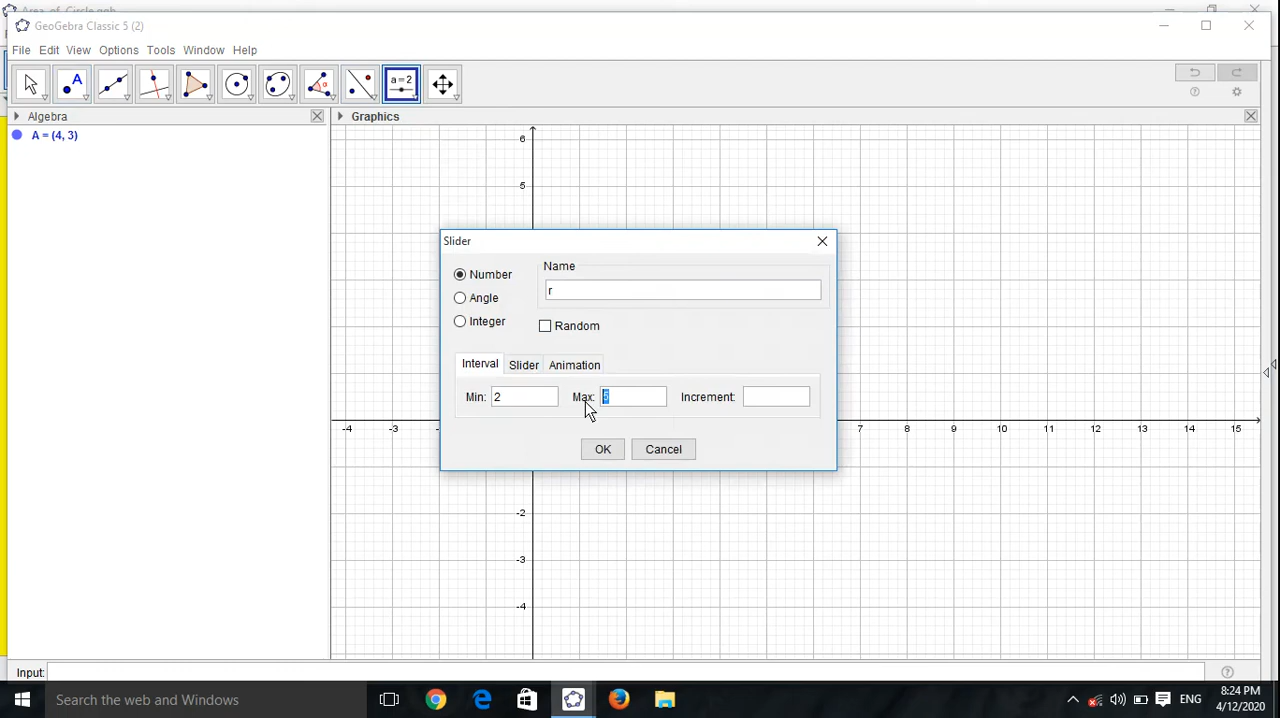 Area_of_Circle.ggb
GeoGebra Classic 5 (2)
File Edit View Options Tools Window Help
A
α
a=2
Algebra
Graphics
A = (4, 3)
6
5
Slider
Number
Angle
Integer
Name
r
Random
Interval Slider Animation
Min: 2 Max: 5 Increment:
OK Cancel
-4 -3 7 8 9 10 11 12 13 14 15
-2
-3
-4
Input:
Search the web and Windows
ENG
8:24 PM
4/12/2020